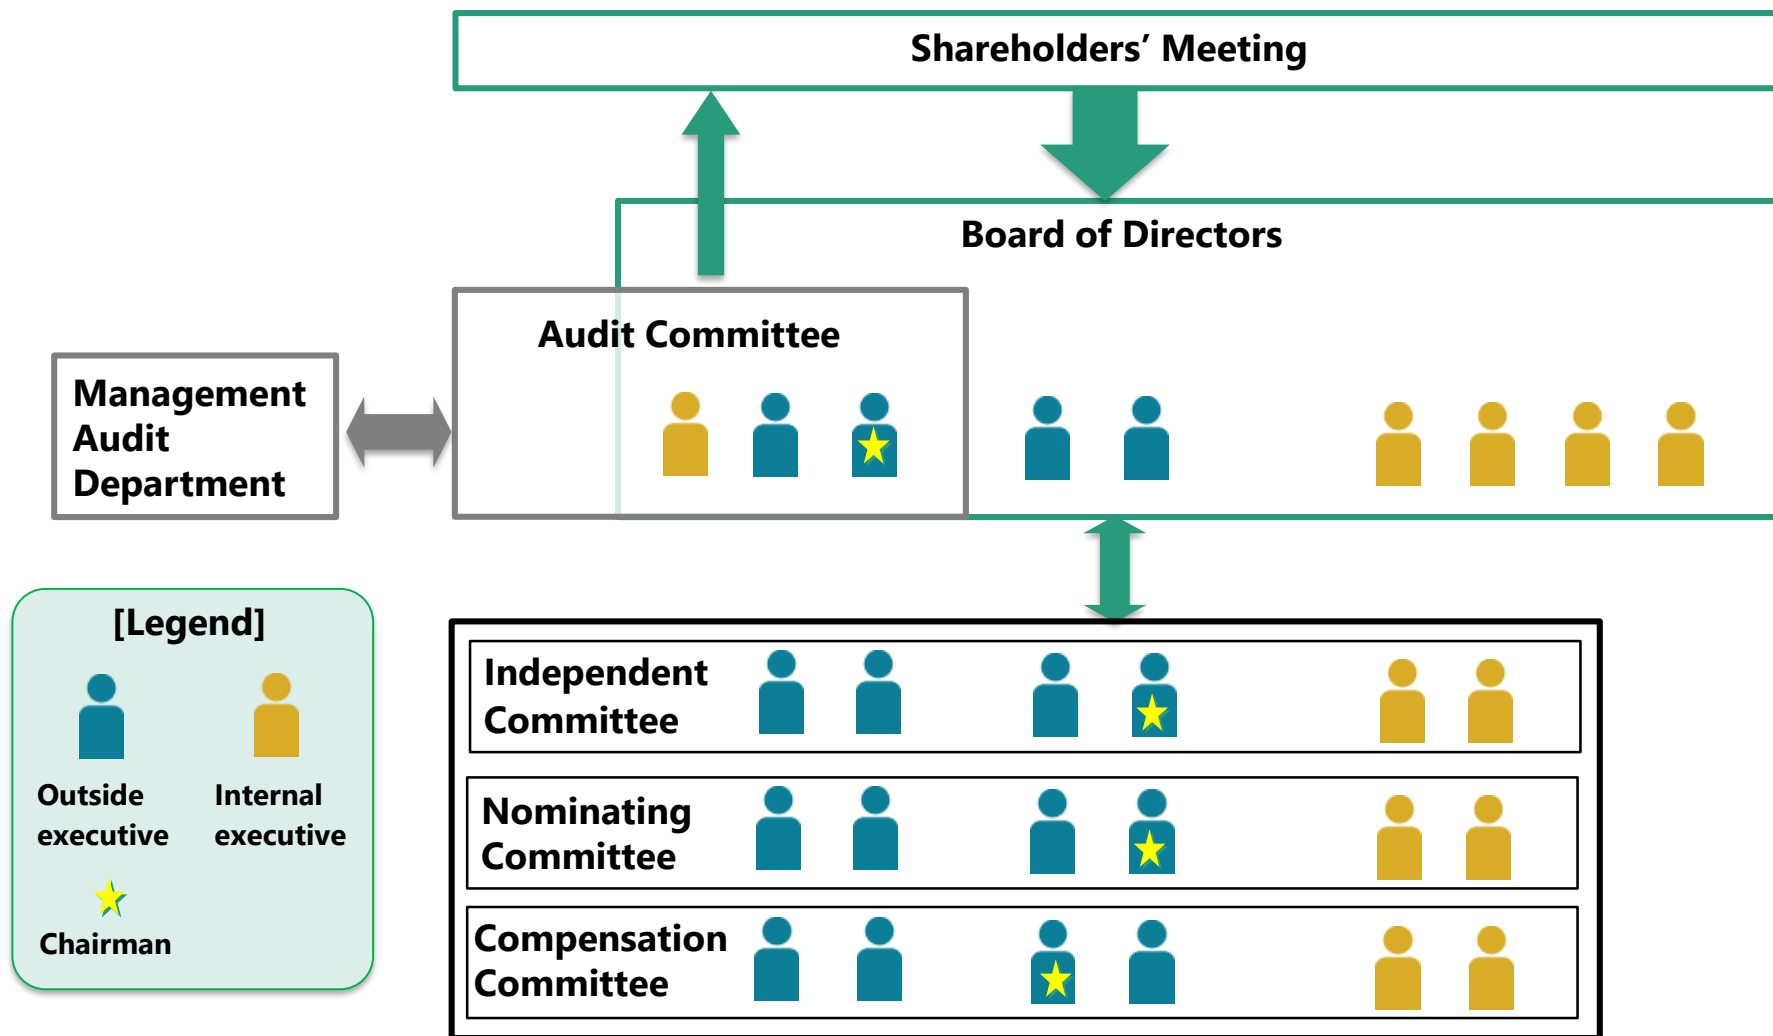 Shareholders’ Meeting
Board of Directors
Audit Committee
Management
Audit
Department
[Legend]
Outside
executive
Internal
executive
Chairman
Independent
Committee
Nominating
Committee
Compensation
Committee